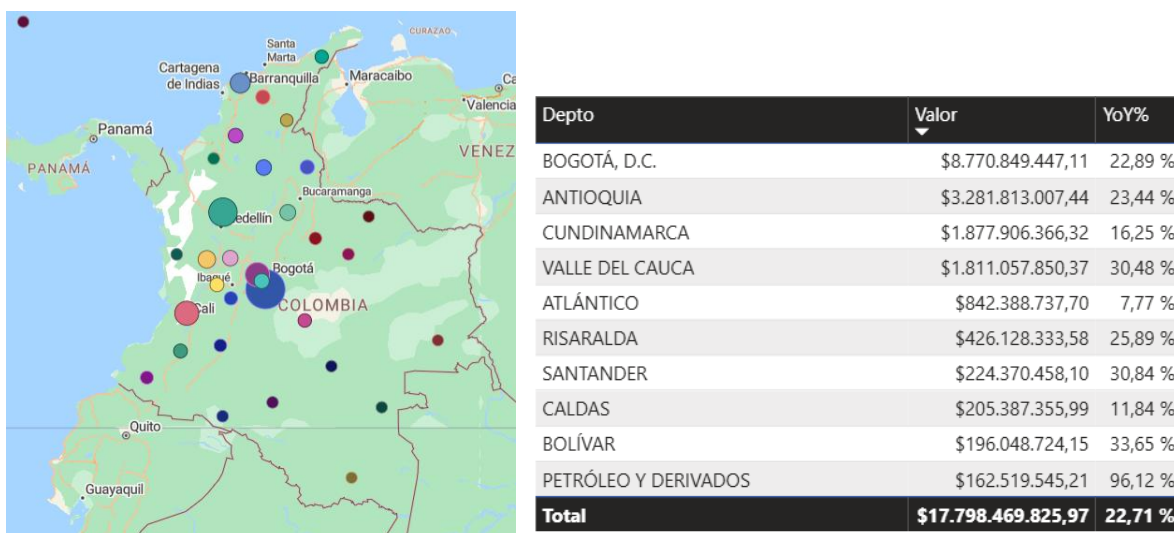 CURAZAO
Santa
Marta
Cartagena
de Indias
Barranquilla
Maracaibo
Ca
Valencia
Panamá
PANAMÁ
VENEZ
Bucaramanga
edellín
Ibagué
Bogotá
COLOMBIA
Cali
Quito
Guayaquil
Depto Valor YoY%
BOGOTÁ, D.C. $8.770.849.447,11 22,89 %
ANTIOQUIA $3.281.813.007,44 23,44 %
CUNDINAMARCA $1.877.906.366,32 16,25 %
VALLE DEL CAUCA $1.811.057.850,37 30,48 %
ATLÁNTICO $842.388.737,70 7,77 %
RISARALDA $426.128.333,58 25,89 %
SANTANDER $224.370.458,10 30,84 %
CALDAS $205.387.355,99 11,84 %
BOLÍVAR $196.048.724,15 33,65 %
PETRÓLEO Y DERIVADOS $162.519.545,21 96,12 %
Total $17.798.469.825,97 22,71 %